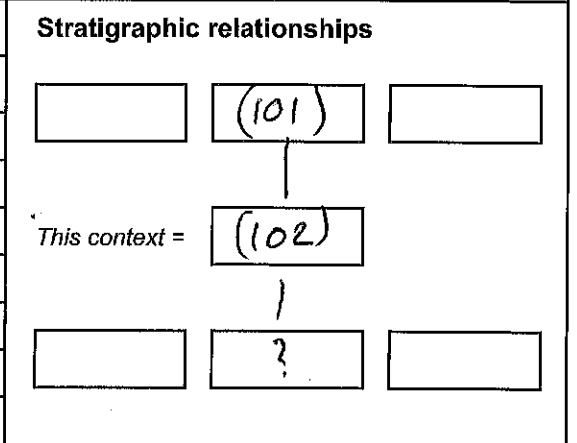 Stratigraphic relationships
(101)
This context = (102)
?